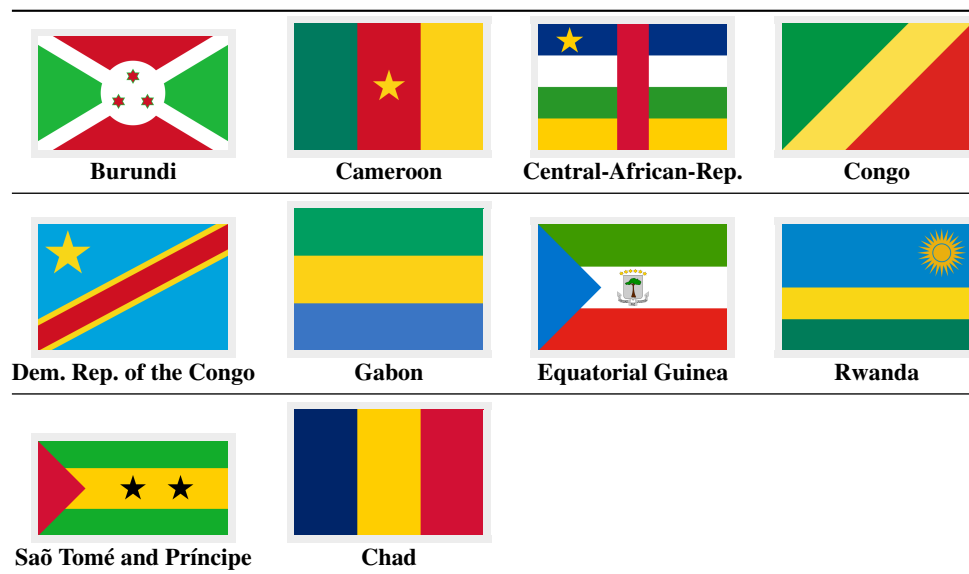 Burundi
Cameroon
Central-African-Rep.
Congo
Dem. Rep. of the Congo
Gabon
Equatorial Guinea
Rwanda
Saõ Tomé and Príncipe
Chad